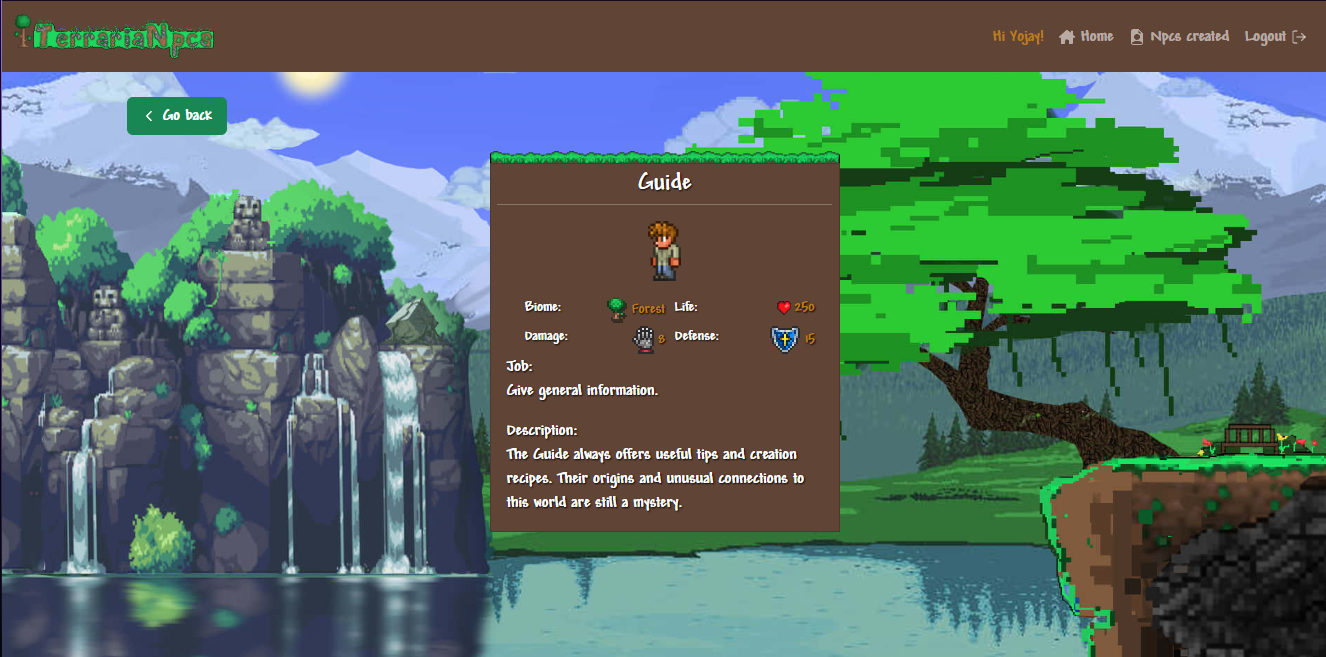 TerrariaNpcs
Hi Yojay! Home Npcs created Logout
Go back
Guide
Biome: Forest Life: 250
Damage: 8 Defense: 15
Job:
Give general information.
Description:
The Guide always offers useful tips and creation
recipes. Their origins and unusual connections to
this world are still a mystery.